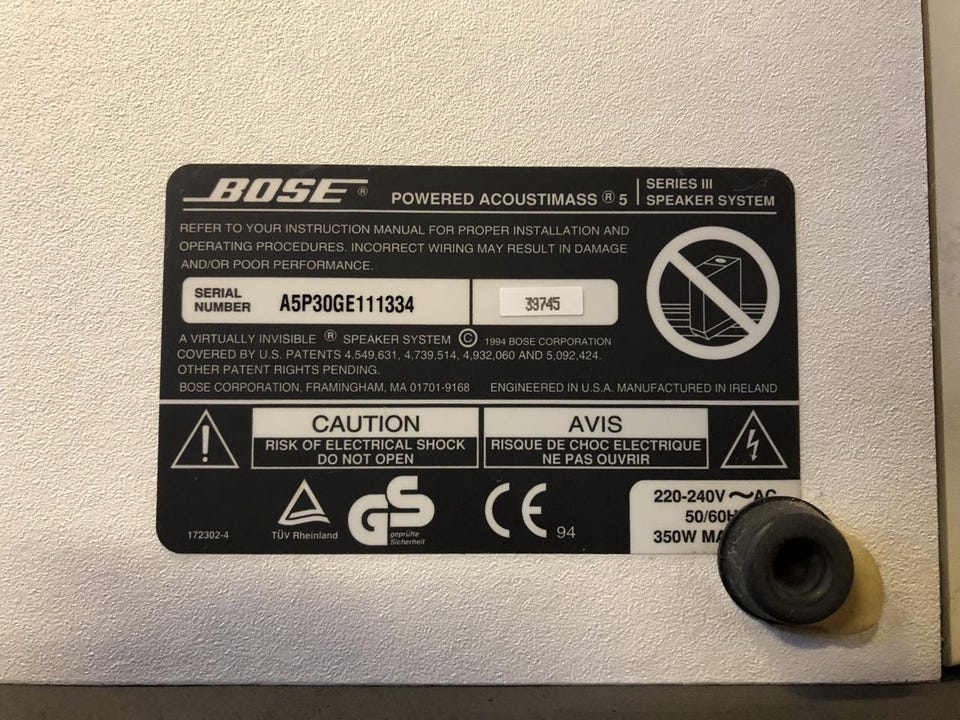 BOSE®
POWERED ACOUSTIMASS ® 5
SERIES III
SPEAKER SYSTEM
REFER TO YOUR INSTRUCTION MANUAL FOR PROPER INSTALLATION AND
OPERATING PROCEDURES. INCORRECT WIRING MAY RESULT IN DAMAGE
AND/OR POOR PERFORMANCE.
SERIAL
NUMBER
A5P30GE111334
39745
A VIRTUALLY INVISIBLE ® SPEAKER SYSTEM © 1994 BOSE CORPORATION
COVERED BY U.S. PATENTS 4,549,631, 4,739,514, 4,932,060 AND 5,092,424.
OTHER PATENT RIGHTS PENDING.
BOSE CORPORATION, FRAMINGHAM, MA 01701-9168 ENGINEERED IN U.S.A. MANUFACTURED IN IRELAND
CAUTION
RISK OF ELECTRICAL SHOCK
DO NOT OPEN
AVIS
RISQUE DE CHOC ELECTRIQUE
NE PAS OUVRIR
172302-4
TÜV Rheinland
GS
geprüfte
Sicherheit
CE 94
220-240V ~ AC
50/60H
350W MA